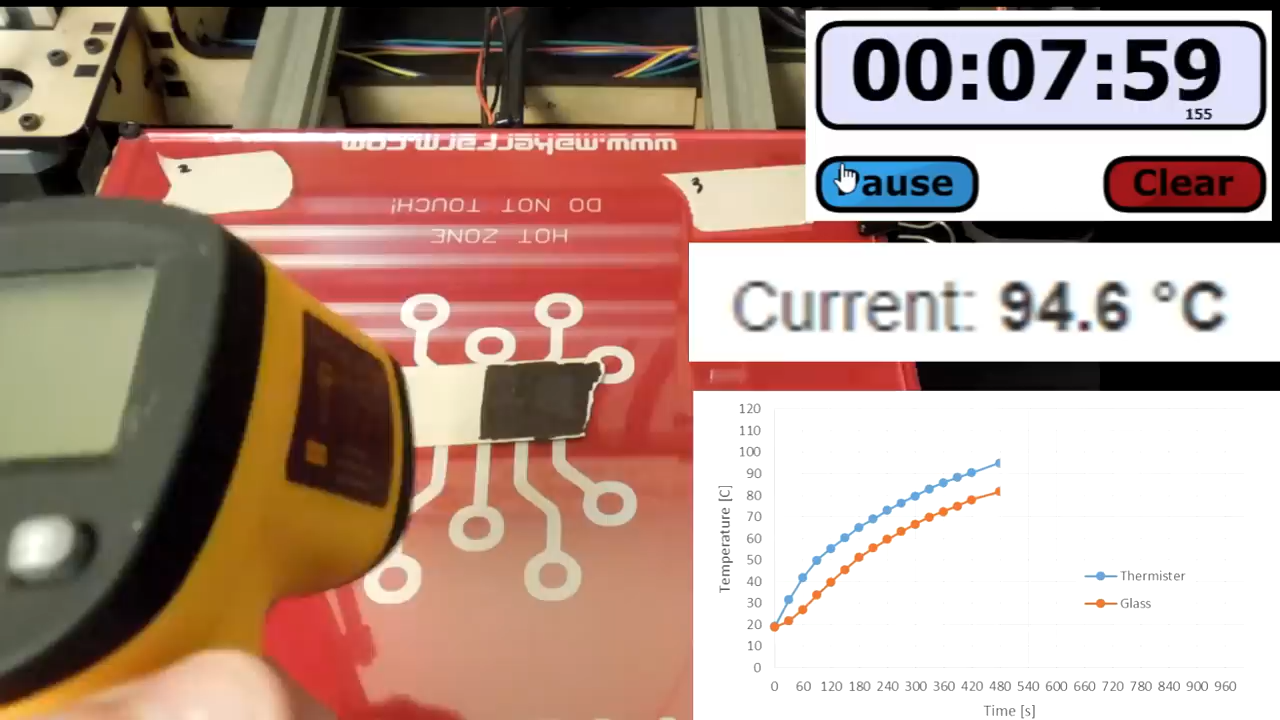 00:07:59
155
Pause
Clear
Current: 94.6 °C
www.makerfarm.com
DO NOT TOUCH!
HOT ZONE
2
3
120
110
100
90
80
70
60
50
40
30
20
10
0
Temperature [C]
Thermister
Glass
0 60 120 180 240 300 360 420 480 540 600 660 720 780 840 900 960
Time [s]